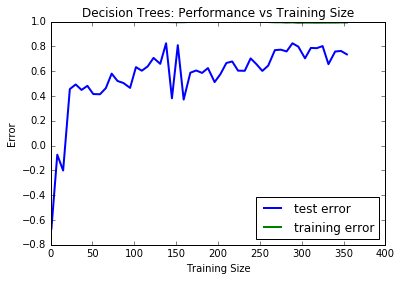 Decision Trees: Performance vs Training Size
1.0
0.8
0.6
0.4
0.2
0.0
−0.2
−0.4
−0.6
−0.8
Error
test error
training error
0 50 100 150 200 250 300 350 400
Training Size